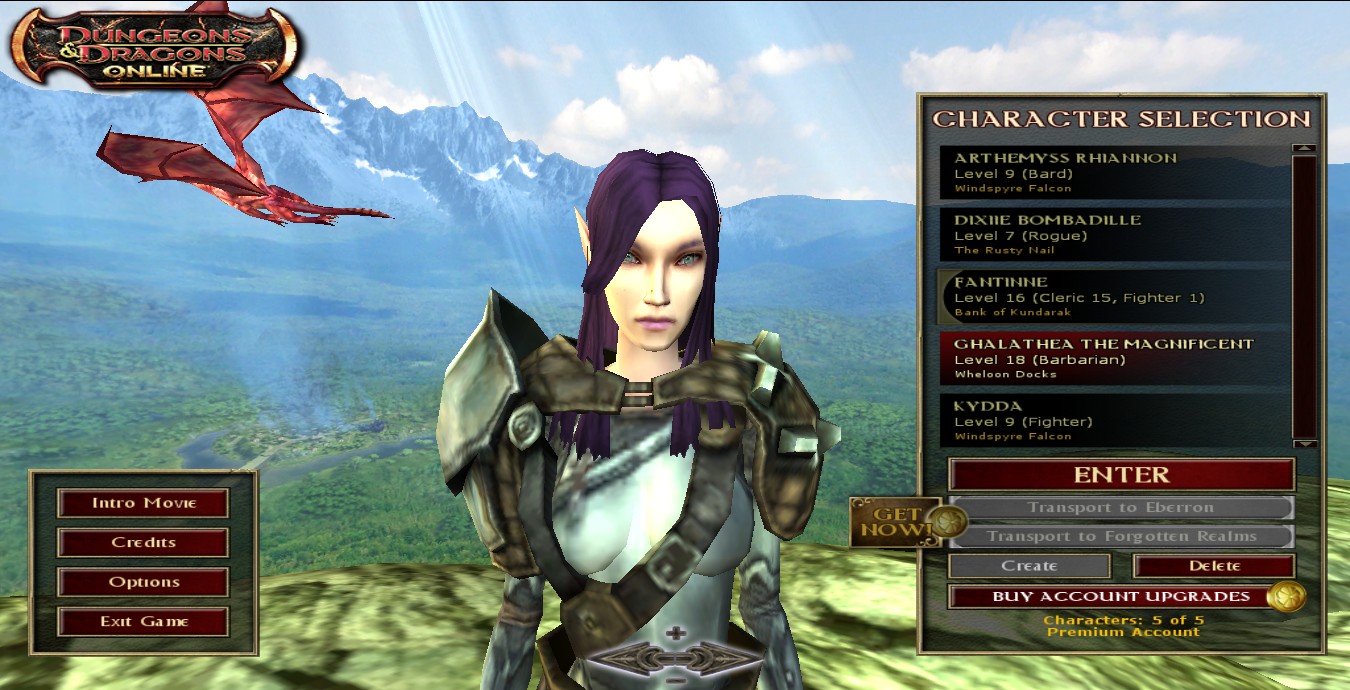 DUNGEONS
& DRAGONS
ONLINE
CHARACTER SELECTION
ARTHEMYSS RHIANNON
Level 9 (Bard)
Windspyre Falcon
DIXIIE BOMBADILLE
Level 7 (Rogue)
The Rusty Nail
FANTINNE
Level 16 (Cleric 15, Fighter 1)
Bank of Kundarak
GHALATHEA THE MAGNIFICENT
Level 18 (Barbarian)
Wheloon Docks
KYDDA
Level 9 (Fighter)
Windspyre Falcon
ENTER
GET
NOW!
Transport to Eberron
Transport to Forgotten Realms
Create
Delete
BUY ACCOUNT UPGRADES
Characters: 5 of 5
Premium Account
Intro Movie
Credits
Options
Exit Game
+
−